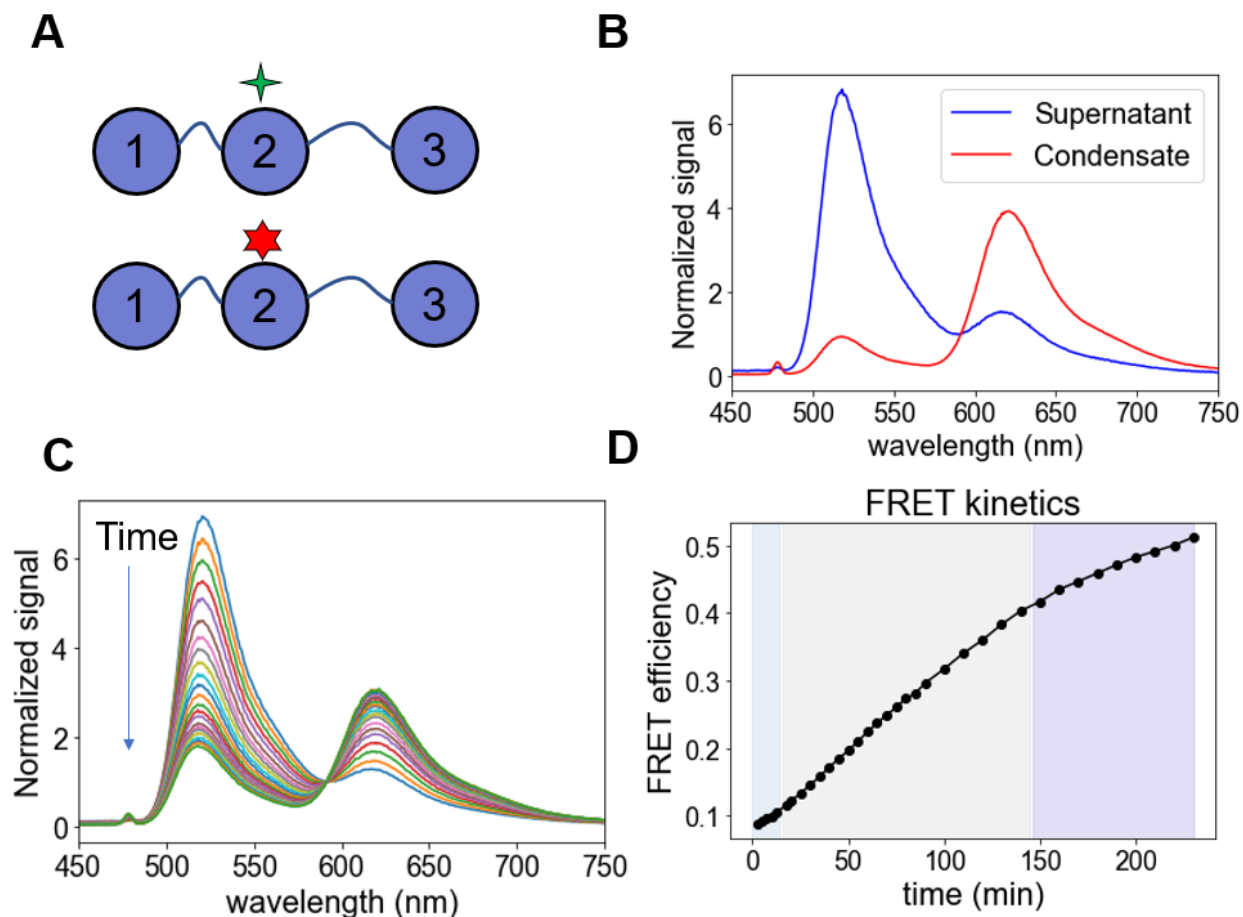 A
1 2 3
1 2 3
B
Supernatant
Condensate
Normalized signal
6
4
2
0
450 500 550 600 650 700 750
wavelength (nm)
C
Time
Normalized signal
6
4
2
0
450 500 550 600 650 700 750
wavelength (nm)
D
FRET kinetics
FRET efficiency
0.5
0.4
0.3
0.2
0.1
0 50 100 150 200
time (min)